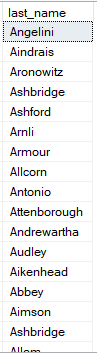 last_name
Angelini
Aindrais
Aronowitz
Ashbridge
Ashford
Arnli
Armour
Allcorn
Antonio
Attenborough
Andrewartha
Audley
Aikenhead
Abbey
Aimson
Ashbridge